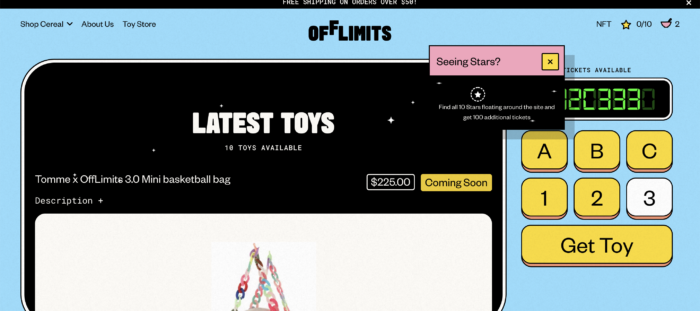 FREE SHIPPING ON ORDERS OVER $50!
Shop Cereal
About Us
Toy Store
OFFLIMITS
NFT
0/10
2
Seeing Stars?
Find all 10 Stars floating around the site and
get 100 additional tickets
TICKETS AVAILABLE
LATEST TOYS
10 TOYS AVAILABLE
Tomme x OffLimits 3.0 Mini basketball bag
$225.00
Coming Soon
Description +
A
B
C
1
2
3
Get Toy